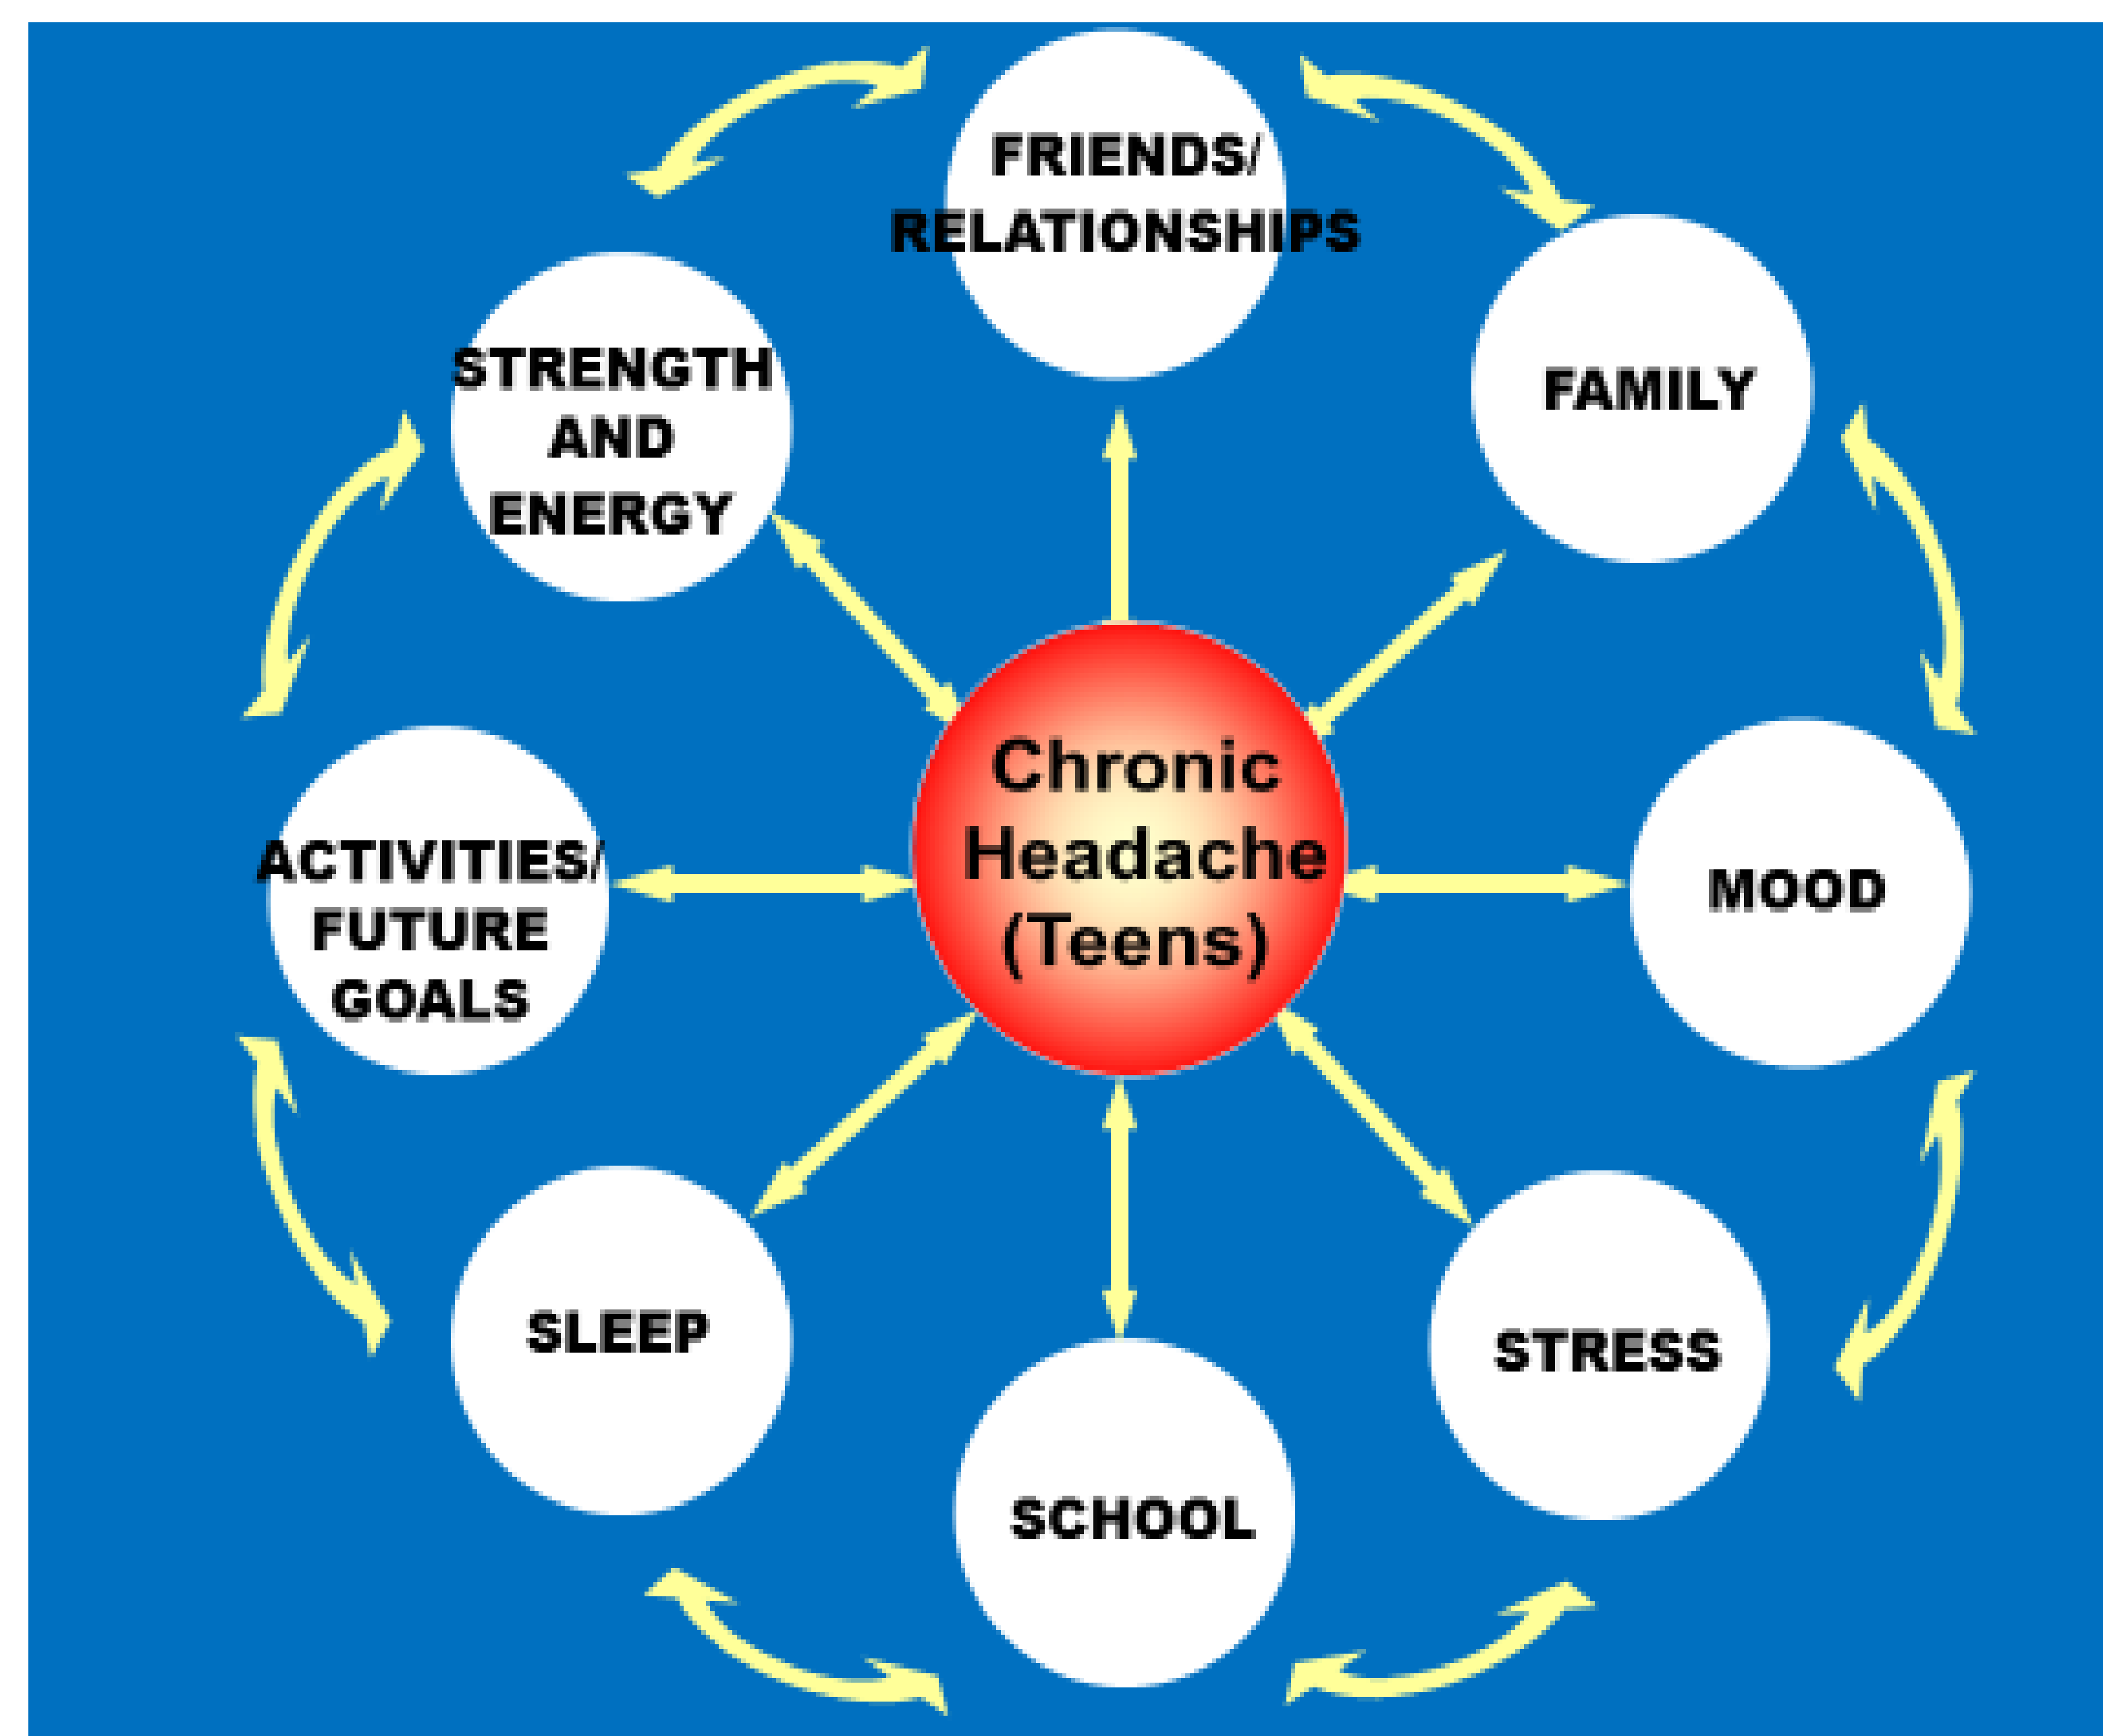 FRIENDS/
RELATIONSHIPS
FAMILY
STRENGTH
AND
ENERGY
Chronic
Headache
(Teens)
MOOD
ACTIVITIES/
FUTURE
GOALS
SLEEP
STRESS
SCHOOL